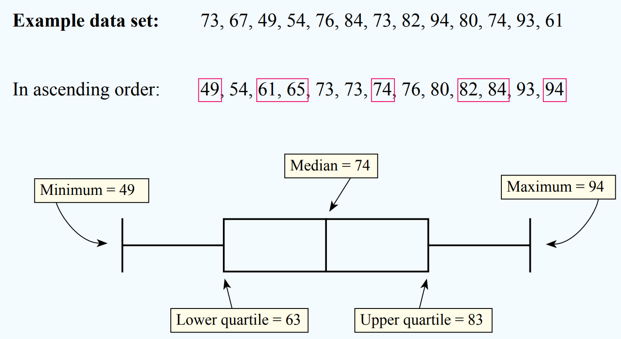 Example data set: 73, 67, 49, 54, 76, 84, 73, 82, 94, 80, 74, 93, 61
In ascending order: 49, 54, 61, 65, 73, 73, 74, 76, 80, 82, 84, 93, 94
Median = 74
Minimum = 49
Maximum = 94
Lower quartile = 63
Upper quartile = 83